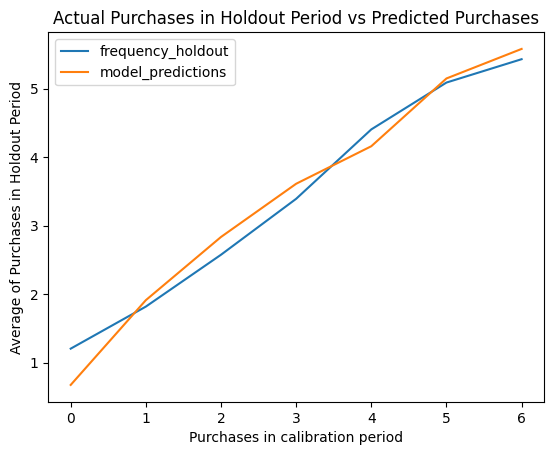 Actual Purchases in Holdout Period vs Predicted Purchases
frequency_holdout
model_predictions
Average of Purchases in Holdout Period
5
4
3
2
1
0 1 2 3 4 5 6
Purchases in calibration period